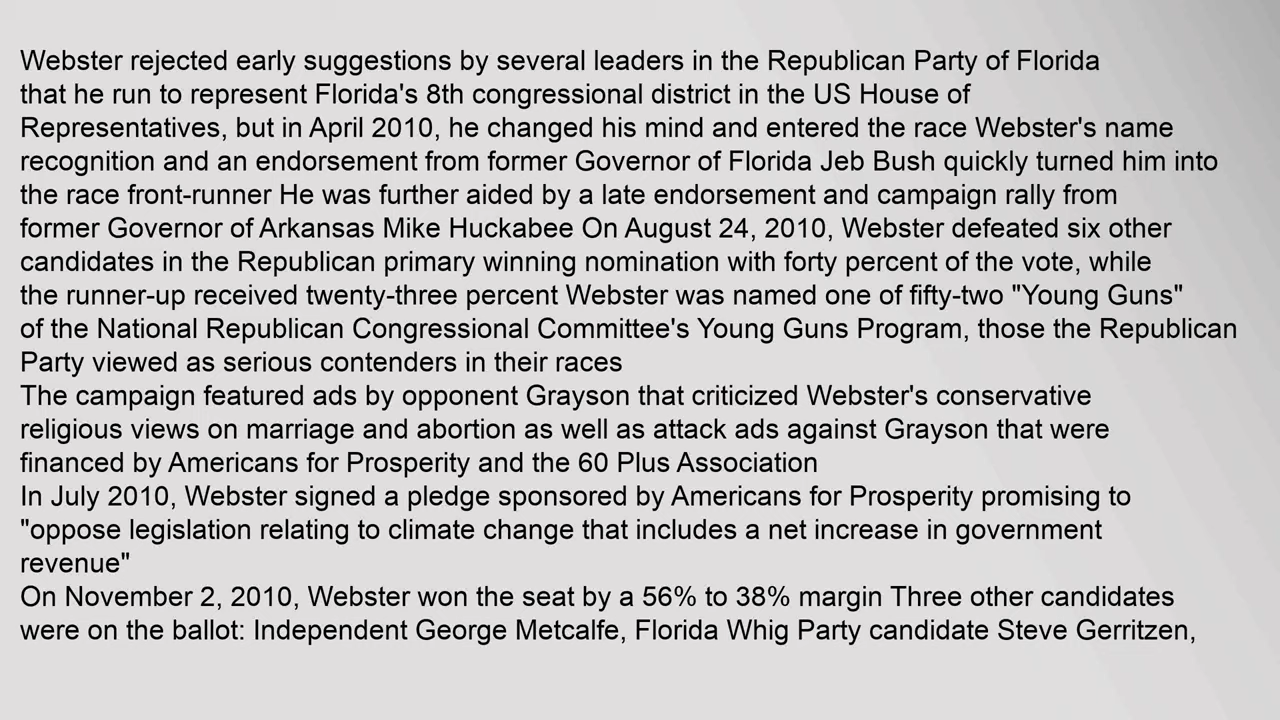 Webster rejected early suggestions by several leaders in the Republican Party of Florida
that he run to represent Florida's 8th congressional district in the US House of
Representatives, but in April 2010, he changed his mind and entered the race Webster's name
recognition and an endorsement from former Governor of Florida Jeb Bush quickly turned him into
the race front-runner He was further aided by a late endorsement and campaign rally from
former Governor of Arkansas Mike Huckabee On August 24, 2010, Webster defeated six other
candidates in the Republican primary winning nomination with forty percent of the vote, while
the runner-up received twenty-three percent Webster was named one of fifty-two "Young Guns"
of the National Republican Congressional Committee's Young Guns Program, those the Republican
Party viewed as serious contenders in their races
The campaign featured ads by opponent Grayson that criticized Webster's conservative
religious views on marriage and abortion as well as attack ads against Grayson that were
financed by Americans for Prosperity and the 60 Plus Association
In July 2010, Webster signed a pledge sponsored by Americans for Prosperity promising to
"oppose legislation relating to climate change that includes a net increase in government
revenue"
On November 2, 2010, Webster won the seat by a 56% to 38% margin Three other candidates
were on the ballot: Independent George Metcalfe, Florida Whig Party candidate Steve Gerritzen,